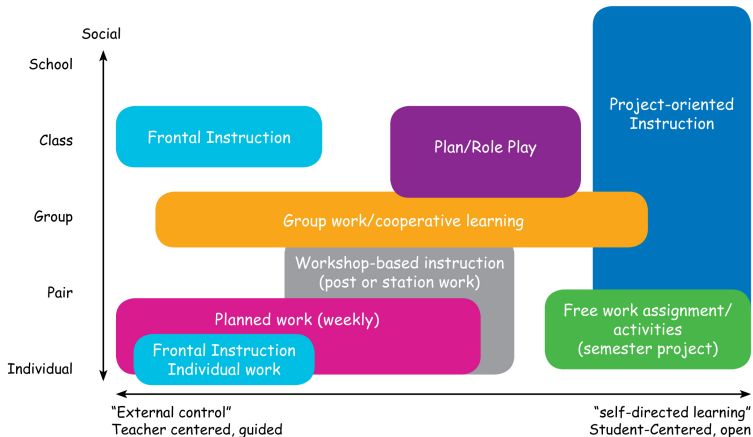 Social
School
Class
Group
Pair
Individual
Frontal Instruction
Plan/Role Play
Project-oriented
Instruction
Group work/cooperative learning
Workshop-based instruction
(post or station work)
Planned work (weekly)
Frontal Instruction
Individual work
Free work assignment/
activities
(semester project)
“External control”
Teacher centered, guided
“self-directed learning”
Student-Centered, open